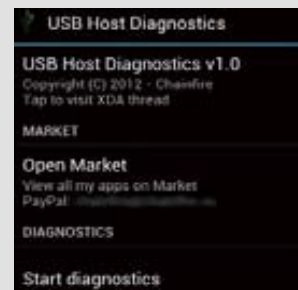 USB Host Diagnostics
USB Host Diagnostics v1.0
Copyright (C) 2012 - Chainfire
Tap to visit XDA thread
MARKET
Open Market
View all my apps on Market
PayPal:
DIAGNOSTICS
Start diagnostics